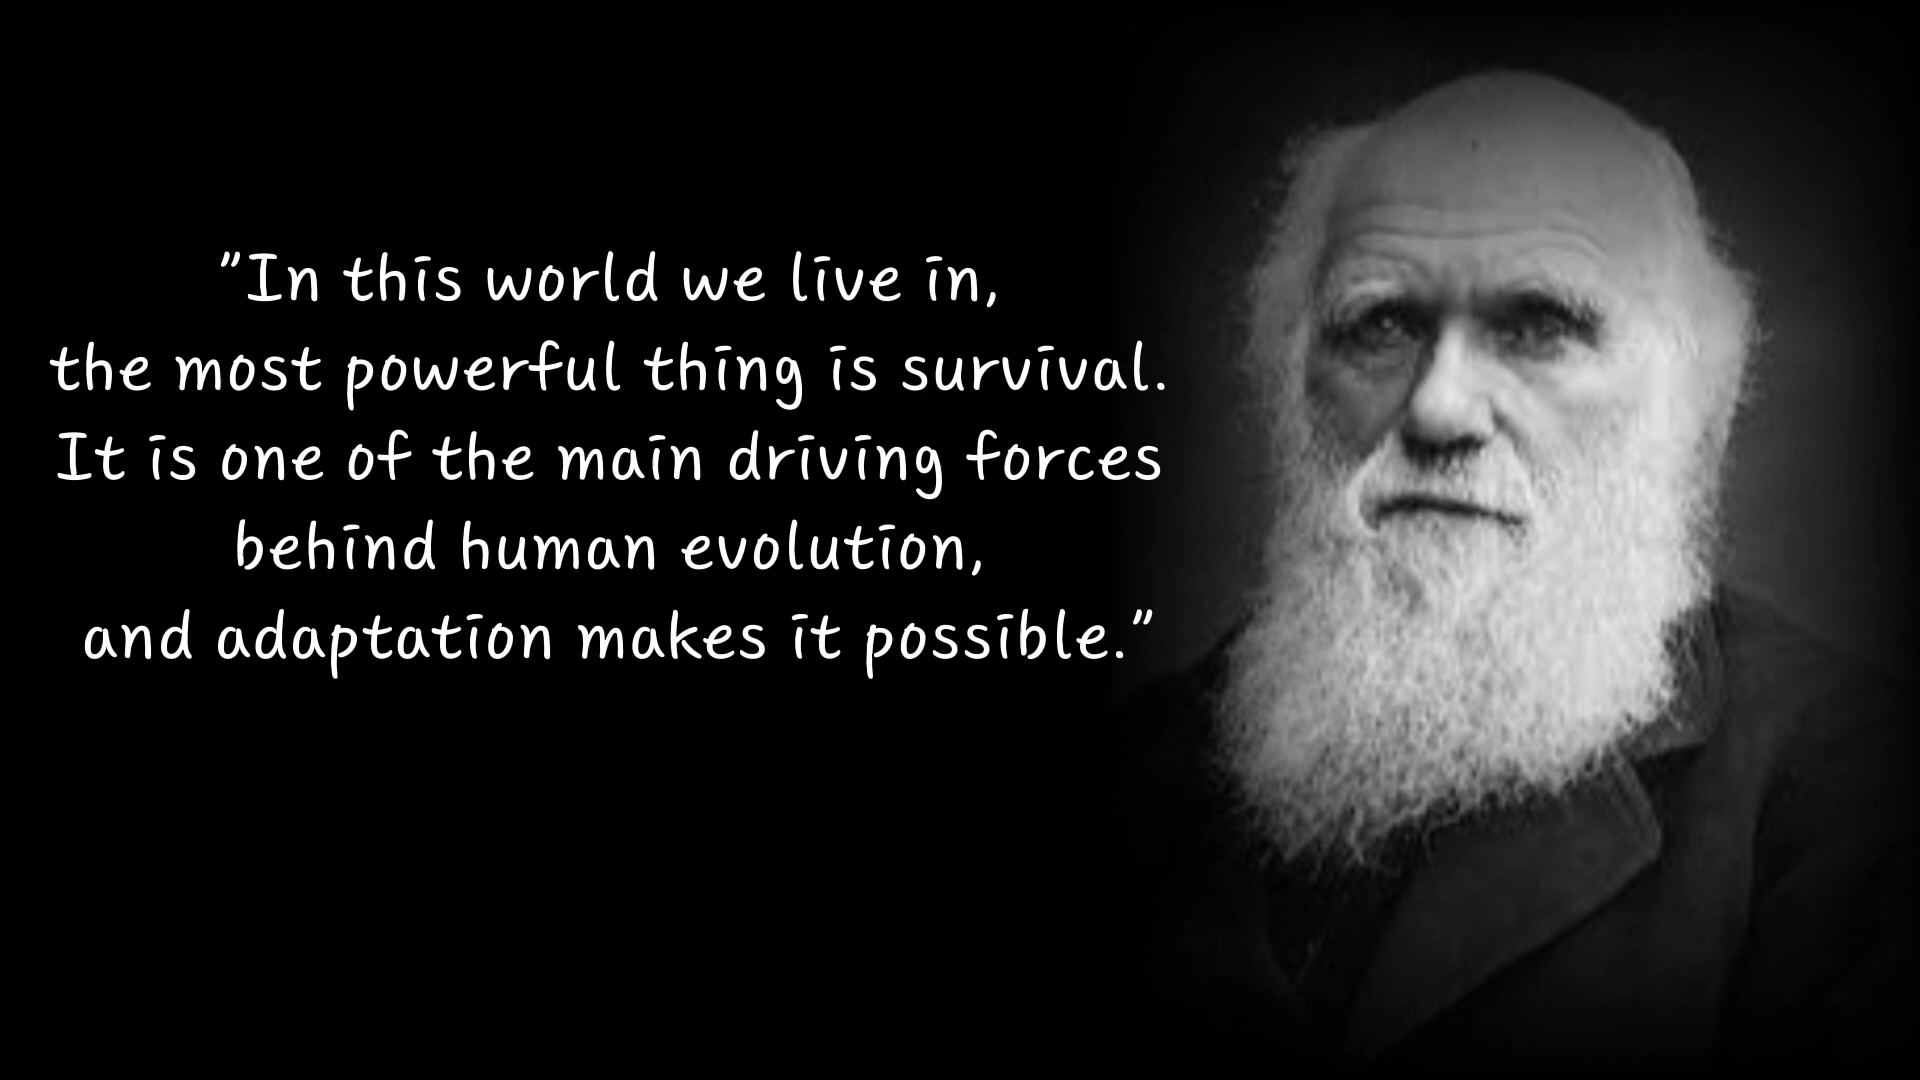 "In this world we live in,
the most powerful thing is survival.
It is one of the main driving forces
behind human evolution,
and adaptation makes it possible."